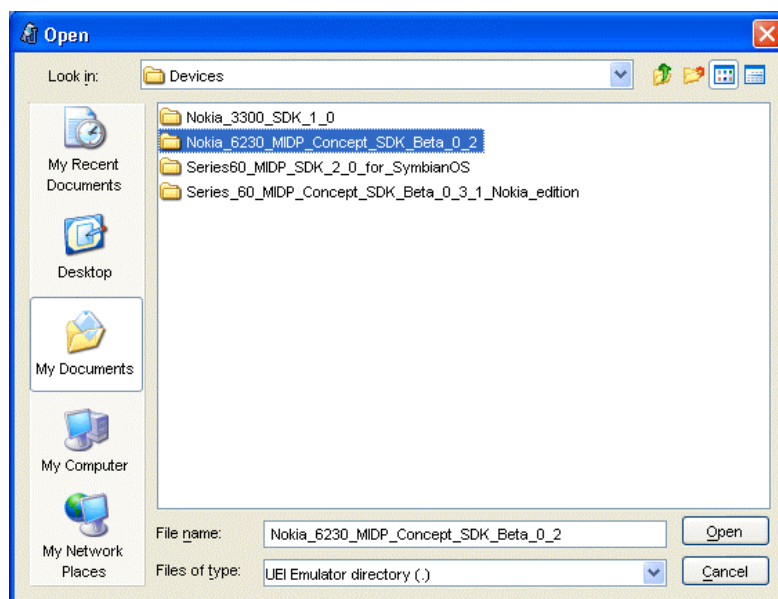 Open
Look in:
Devices
My Recent
Documents
Desktop
My Documents
My Computer
My Network
Places
Nokia_3300_SDK_1_0
Nokia_6230_MIDP_Concept_SDK_Beta_0_2
Series60_MIDP_SDK_2_0_for_SymbianOS
Series_60_MIDP_Concept_SDK_Beta_0_3_1_Nokia_edition
File name:
Nokia_6230_MIDP_Concept_SDK_Beta_0_2
Open
Files of type:
UEI Emulator directory (.)
Cancel